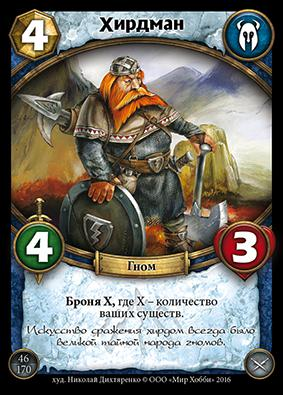 4
Хирдман
4
Гном
3
Броня X, где X – количество
ваших существ.
Искусство сражения хирдом всегда было
великой тайной народа гномов.
46
170
худ. Николай Дихтяренко © ООО «Мир Хобби» 2016